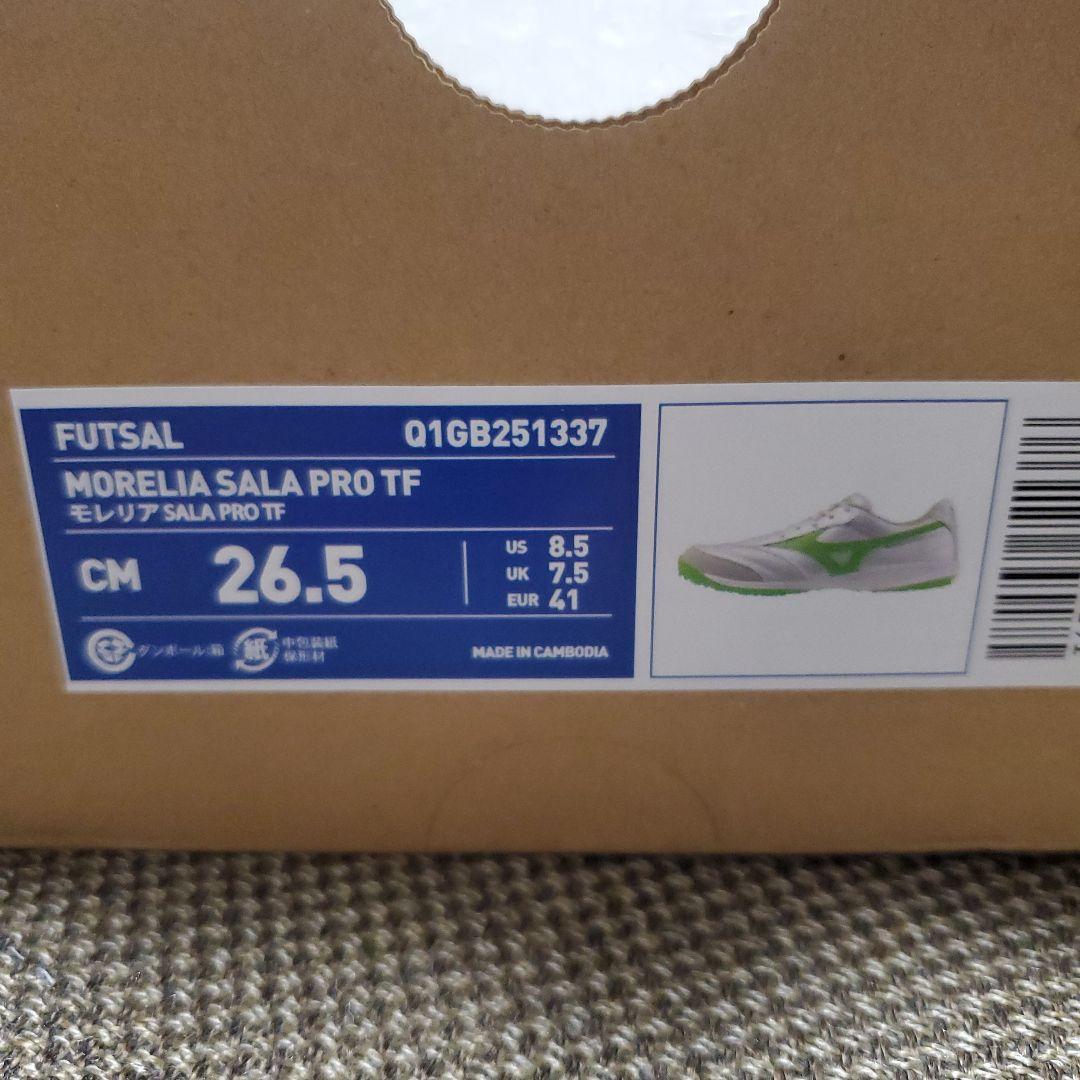 FUTSAL Q1GB251337
MORELIA SALA PRO TF
モレリア SALA PRO TF
CM 26.5
US 8.5
UK 7.5
EUR 41
ダンボール:箱
紙 中包装紙
保形材
MADE IN CAMBODIA